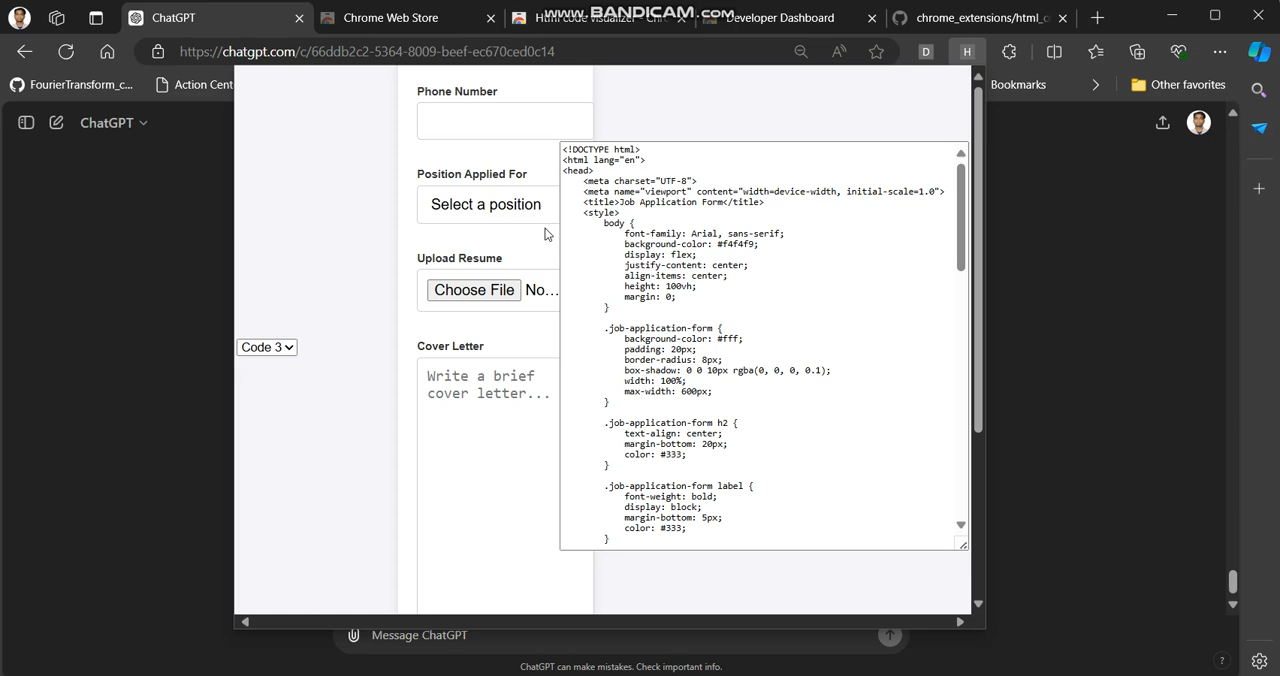 www.BANDICAM.com
ChatGPT
Chrome Web Store
Developer Dashboard
chrome_extensions/html_c
https://chatgpt.com/c/66ddb2c2-5364-8009-beef-ec670ced0c14
D
H
FourierTransform_c...
Action Cent
Bookmarks
Other favorites
ChatGPT
Phone Number
Position Applied For
Select a position
Upload Resume
Choose File No...
Code 3
Cover Letter
Write a brief
cover letter...
<!DOCTYPE html>
<html lang="en">
<head>
<meta charset="UTF-8">
<meta name="viewport" content="width=device-width, initial-scale=1.0">
<title>Job Application Form</title>
<style>
body {
font-family: Arial, sans-serif;
background-color: #f4f4f9;
display: flex;
justify-content: center;
align-items: center;
height: 100vh;
margin: 0;
}
.job-application-form {
background-color: #fff;
padding: 20px;
border-radius: 8px;
box-shadow: 0 0 10px rgba(0, 0, 0, 0.1);
width: 100%;
max-width: 600px;
}
.job-application-form h2 {
text-align: center;
margin-bottom: 20px;
color: #333;
}
.job-application-form label {
font-weight: bold;
display: block;
margin-bottom: 5px;
color: #333;
}
Message ChatGPT
ChatGPT can make mistakes. Check important info.
?